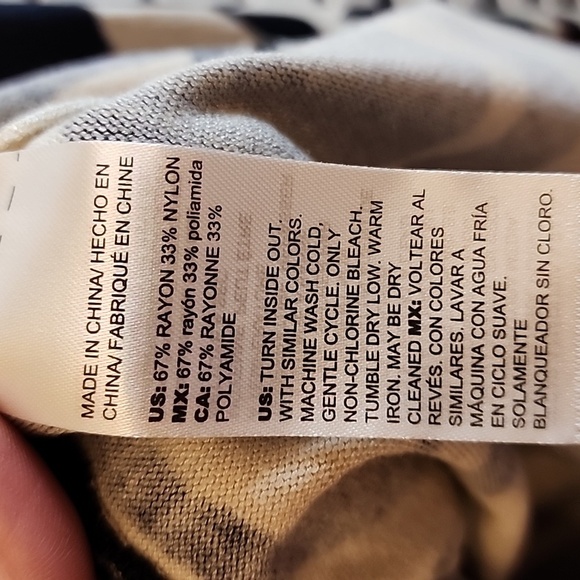 MADE IN CHINA/ HECHO EN
CHINA/ FABRIQUÉ EN CHINE
US: 67% RAYON 33% NYLON
MX: 67% rayón 33% poliamida
CA: 67% RAYONNE 33%
POLYAMIDE
US: TURN INSIDE OUT.
WITH SIMILAR COLORS.
MACHINE WASH COLD,
GENTLE CYCLE. ONLY
NON-CHLORINE BLEACH.
TUMBLE DRY LOW. WARM
IRON. MAY BE DRY
CLEANED MX: VOLTEAR AL
REVÉS. CON COLORES
SIMILARES. LAVAR A
MÁQUINA CON AGUA FRÍA
EN CICLO SUAVE.
SOLAMENTE
BLANQUEADOR SIN CLORO.